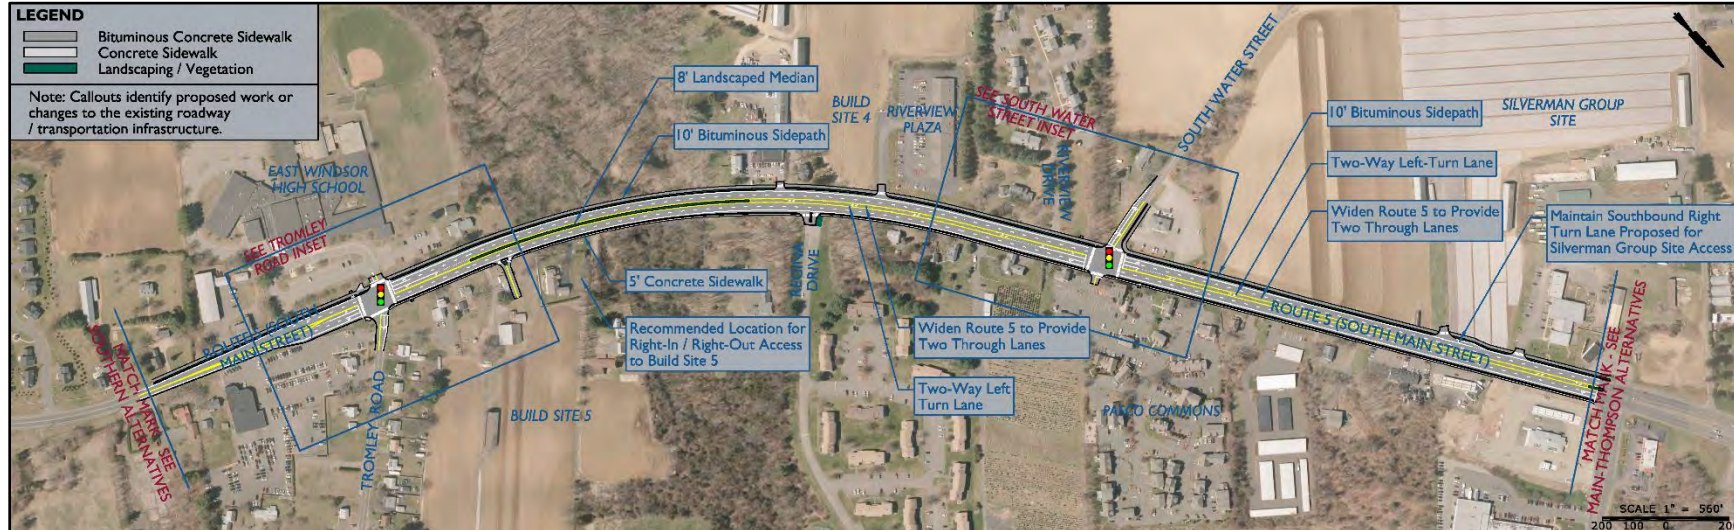 LEGEND
Bituminous Concrete Sidewalk
Concrete Sidewalk
Landscaping / Vegetation
Note: Callouts identify proposed work or
changes to the existing roadway
/ transportation infrastructure.
EAST WINDSOR
HIGH SCHOOL
SEE TROMLEY
ROAD INSET
ROUTE 5 (SOUTH
MAIN STREET)
MATCH MARK - SEE
SOUTHERN ALTERNATIVES
TROMLEY ROAD
8' Landscaped Median
10' Bituminous Sidepath
5' Concrete Sidewalk
Recommended Location for
Right-In / Right-Out Access
to Build Site 5
BUILD SITE 5
BUILD
SITE 4
RIVERVIEW
PLAZA
REGINA
DRIVE
Widen Route 5 to Provide
Two Through Lanes
Two-Way Left
Turn Lane
SEE SOUTH WATER
STREET INSET
RIVERVIEW
DRIVE
SOUTH WATER STREET
PASCO COMMONS
10' Bituminous Sidepath
Two-Way Left-Turn Lane
Widen Route 5 to Provide
Two Through Lanes
SILVERMAN GROUP
SITE
Maintain Southbound Right
Turn Lane Proposed for
Silverman Group Site Access
ROUTE 5 (SOUTH MAIN STREET)
MATCH MARK - SEE
MAIN-THOMPSON ALTERNATIVES
SCALE 1" = 560'
200 100 0